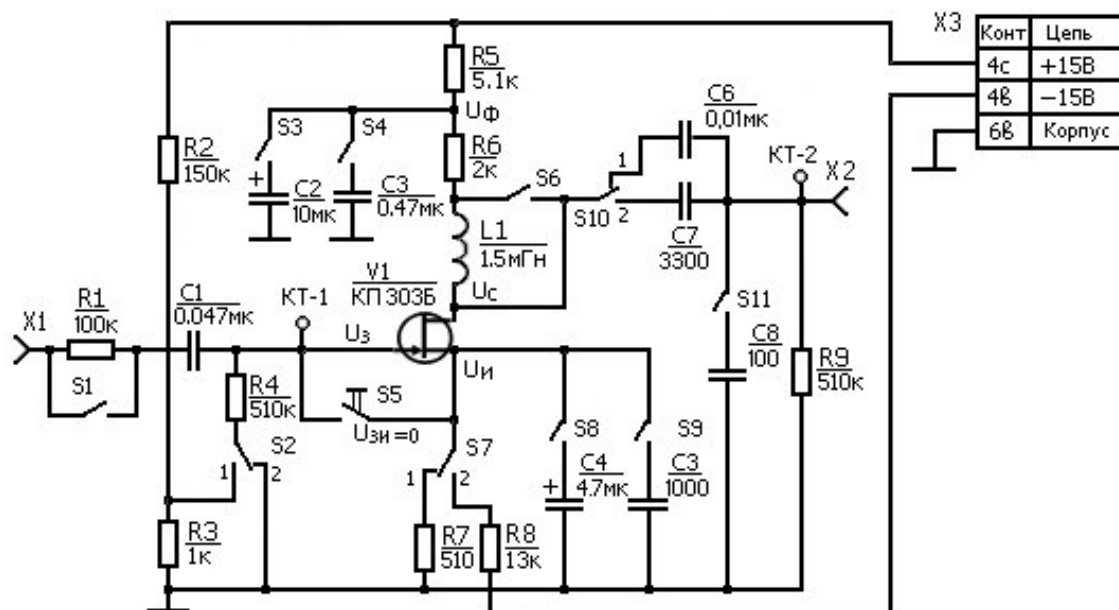 X3
Конт Цепь
4с +15В
4в −15В
6в Корпус
R5
5.1к
Uф
S3
S4
R2
150к
+
C2
10мк
C3
0.47мк
R6
2к
S6
C6
0,01мк
1
S10
2
C7
3300
КТ-2
X2
L1
1.5мГн
V1
КП 303Б
Uс
КТ-1
X1
R1
100к
C1
0.047мк
Uз
Uи
S1
R4
510к
S5
Uзи=0
S2
1
2
S7
1
2
S8
S9
+
C4
4.7мк
C3
1000
S11
C8
100
R9
510к
R3
1к
R7
510
R8
13к